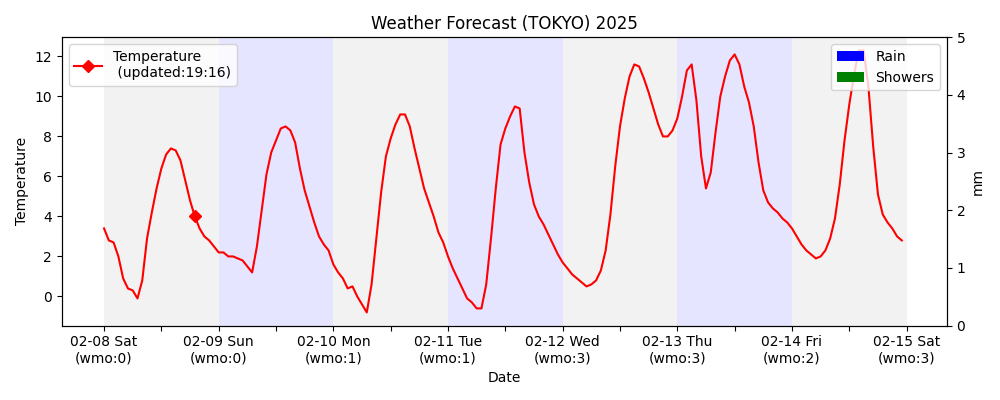 Weather Forecast (TOKYO) 2025
Temperature
(updated:19:16)
Rain
Showers
12
10
8
6
4
2
0
Temperature
5
4
3
2
1
0
mm
02-08 Sat
(wmo:0)
02-09 Sun
(wmo:0)
02-10 Mon
(wmo:1)
02-11 Tue
(wmo:1)
02-12 Wed
(wmo:3)
02-13 Thu
(wmo:3)
02-14 Fri
(wmo:2)
02-15 Sat
(wmo:3)
Date